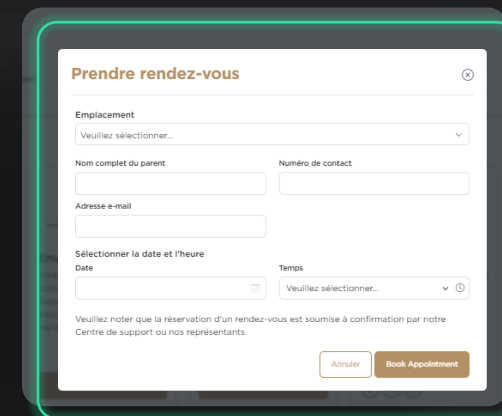 Prendre rendez-vous
Emplacement
Veuillez sélectionner...
Nom complet du parent
Numéro de contact
Adresse e-mail
Sélectionner la date et l'heure
Date
Temps
Veuillez sélectionner...
Veuillez noter que la réservation d'un rendez-vous est soumise à confirmation par notre
Centre de support ou nos représentants.
Annuler
Book Appointment